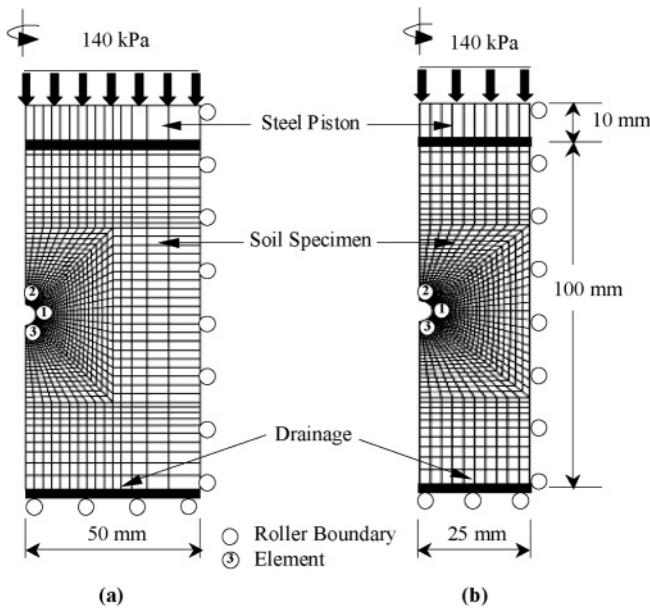 140 kPa
140 kPa
Steel Piston
10 mm
Soil Specimen
2
1
3
2
1
3
100 mm
Drainage
50 mm
Roller Boundary
3 Element
25 mm
(a)
(b)